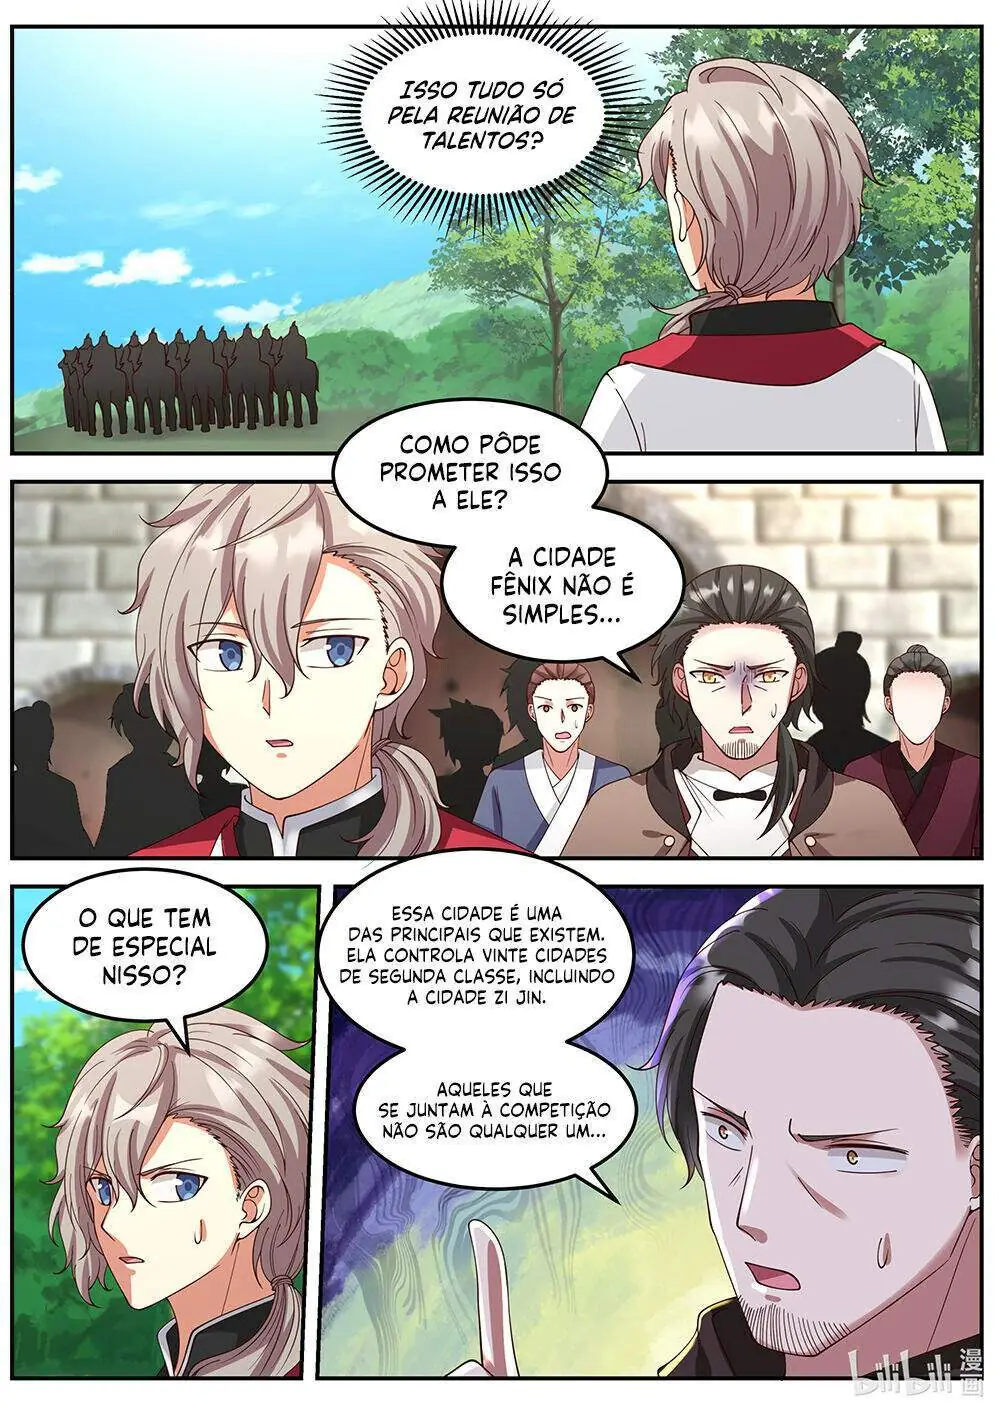 ISSO TUDO SÓ
PELA REUNIÃO DE
TALENTOS?
COMO PÔDE
PROMETER ISSO
A ELE?
A CIDADE
FÊNIX NÃO É
SIMPLES...
O QUE TEM
DE ESPECIAL
NISSO?
ESSA CIDADE É UMA
DAS PRINCIPAIS QUE EXISTEM.
ELA CONTROLA VINTE CIDADES
DE SEGUNDA CLASSE, INCLUINDO
A CIDADE ZI JIN.
AQUELES QUE
SE JUNTAM À COMPETIÇÃO
NÃO SÃO QUALQUER UM...
bilibili 漫画